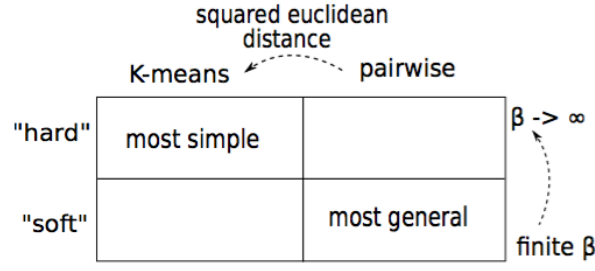 squared euclidean
distance
K-means
pairwise
"hard"
most simple
β -> ∞
"soft"
most general
finite β